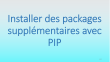 Installer des packages
supplémentaires avec
PIP